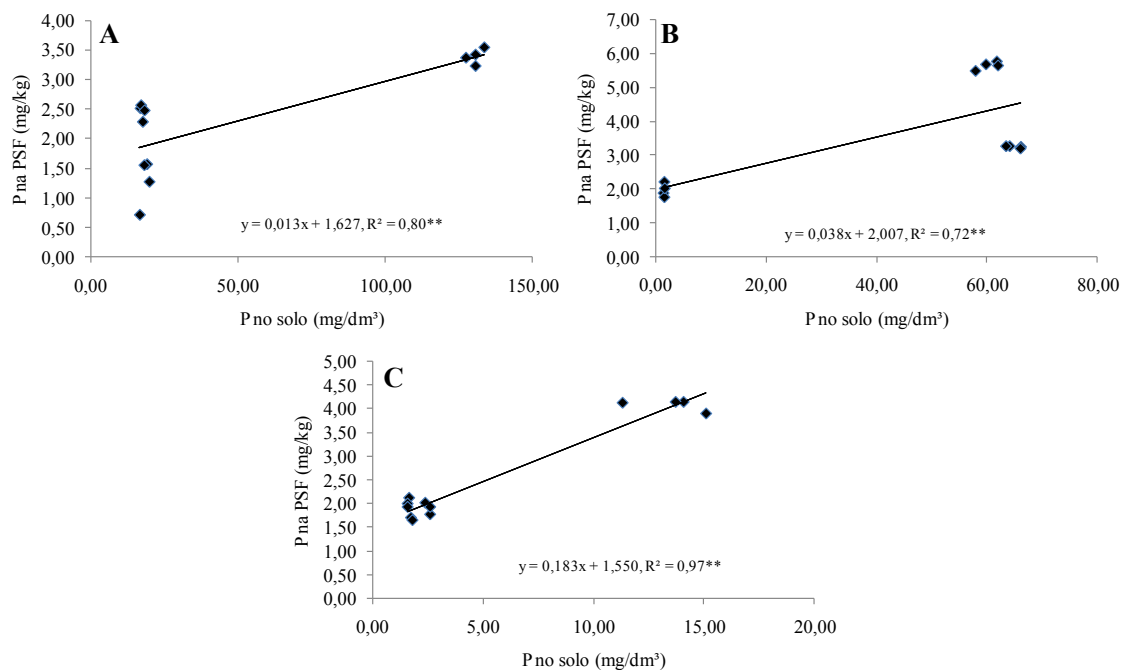 A
P na PSF (mg/kg)
4,00
3,50
3,00
2,50
2,00
1,50
1,00
0,50
0,00
y = 0,013x + 1,627, R² = 0,80**
0,00 50,00 100,00 150,00
P no solo (mg/dm³)
B
P na PSF (mg/kg)
7,00
6,00
5,00
4,00
3,00
2,00
1,00
0,00
y = 0,038x + 2,007, R² = 0,72**
0,00 20,00 40,00 60,00 80,00
P no solo (mg/dm³)
C
P na PSF (mg/kg)
5,00
4,50
4,00
3,50
3,00
2,50
2,00
1,50
1,00
0,50
0,00
y = 0,183x + 1,550, R² = 0,97**
0,00 5,00 10,00 15,00 20,00
P no solo (mg/dm³)